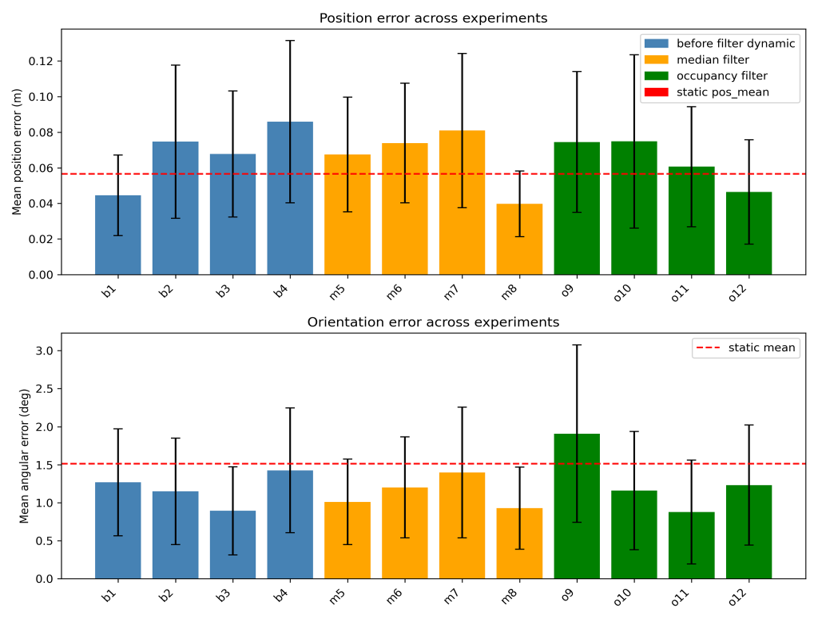 Position error across experiments
Mean position error (m)
0.12
0.10
0.08
0.06
0.04
0.02
0.00
before filter dynamic
median filter
occupancy filter
static pos_mean
b1 b2 b3 b4 m5 m6 m7 m8 o9 o10 o11 o12
Orientation error across experiments
Mean angular error (deg)
3.0
2.5
2.0
1.5
1.0
0.5
0.0
static mean
b1 b2 b3 b4 m5 m6 m7 m8 o9 o10 o11 o12